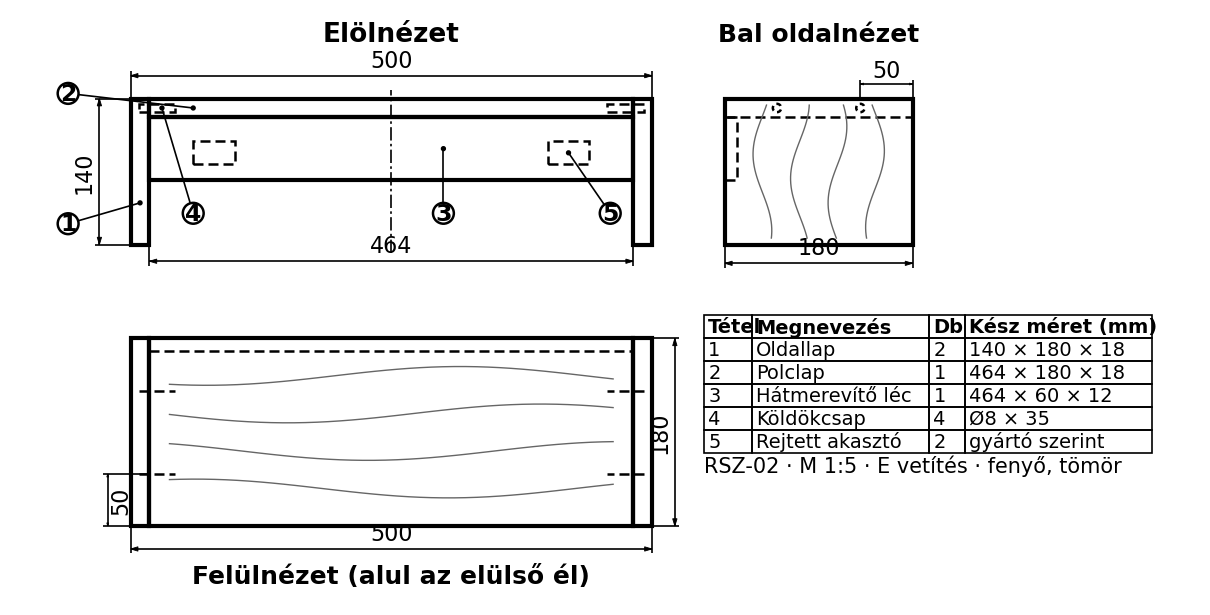 Elölnézet
Bal oldalnézet
500
50
2
140
1
4
3
5
464
180
Tétel Megnevezés Db Kész méret (mm)
1 Oldallap 2 140 × 180 × 18
2 Polclap 1 464 × 180 × 18
3 Hátmerevítő léc 1 464 × 60 × 12
4 Köldökcsap 4 Ø8 × 35
5 Rejtett akasztó 2 gyártó szerint
RSZ-02 · M 1:5 · E vetítés · fenyő, tömör
180
50
500
Felülnézet (alul az elülső él)